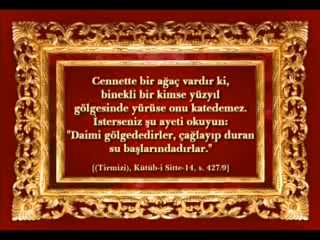 Cennette bir ağaç vardır ki,
binekli bir kimse yüzyıl
gölgesinde yürüse onu katedemez.
İsterseniz şu ayeti okuyun:
"Daimi gölgededirler, çağlayıp duran
su başlarındadırlar."
[(Tirmizi), Kütüb-i Sitte-14, s. 427/9]